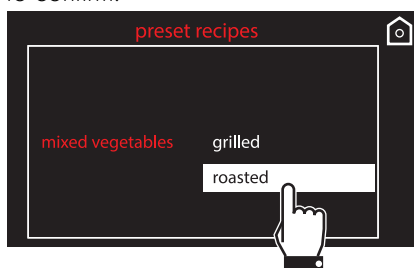 to confirm.
preset recipes
mixed vegetables grilled
roasted